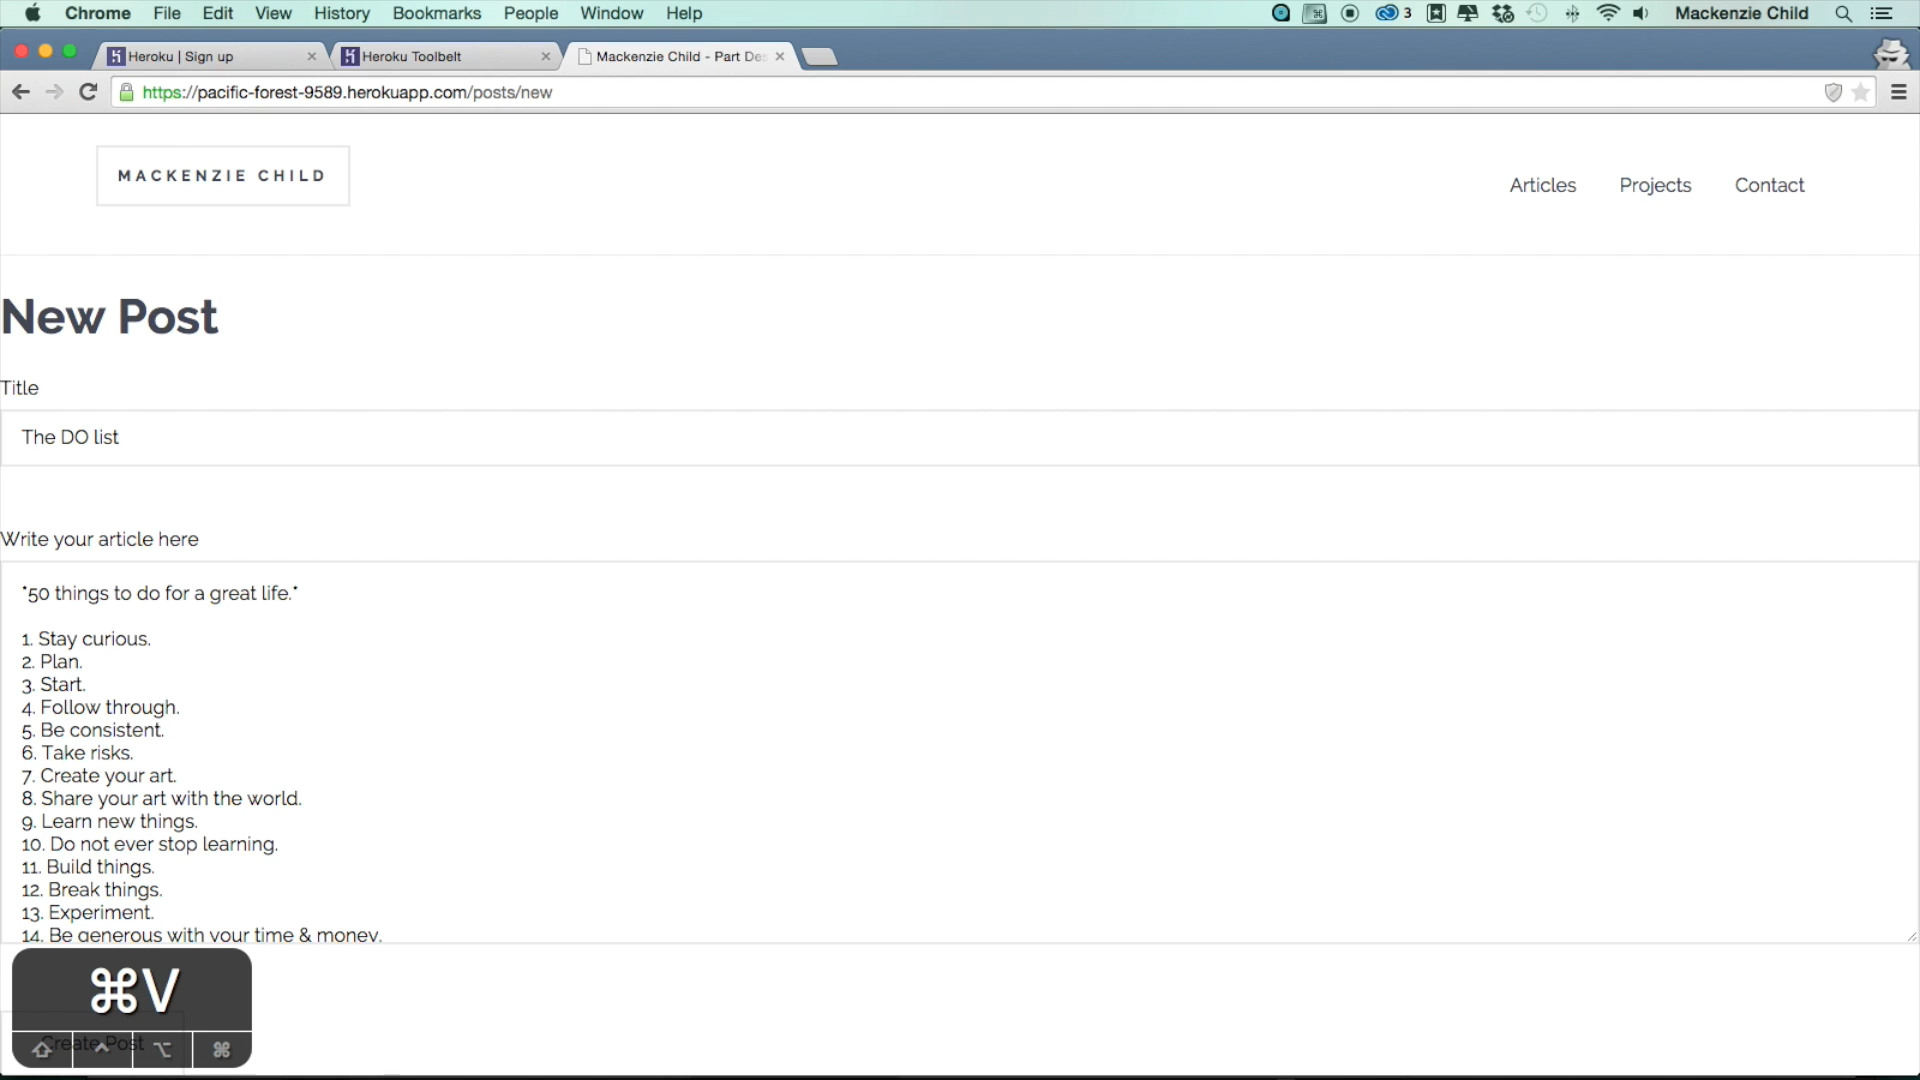 Chrome File Edit View History Bookmarks People Window Help 3 Mackenzie Child
Heroku | Sign up Heroku Toolbelt Mackenzie Child - Part Des
https://pacific-forest-9589.herokuapp.com/posts/new
MACKENZIE CHILD
Articles Projects Contact
New Post
Title
The DO list
Write your article here
*50 things to do for a great life.*
1. Stay curious.
2. Plan.
3. Start.
4. Follow through.
5. Be consistent.
6. Take risks.
7. Create your art.
8. Share your art with the world.
9. Learn new things.
10. Do not ever stop learning.
11. Build things.
12. Break things.
13. Experiment.
14. Be generous with your time & money.
⌘V
Create Post